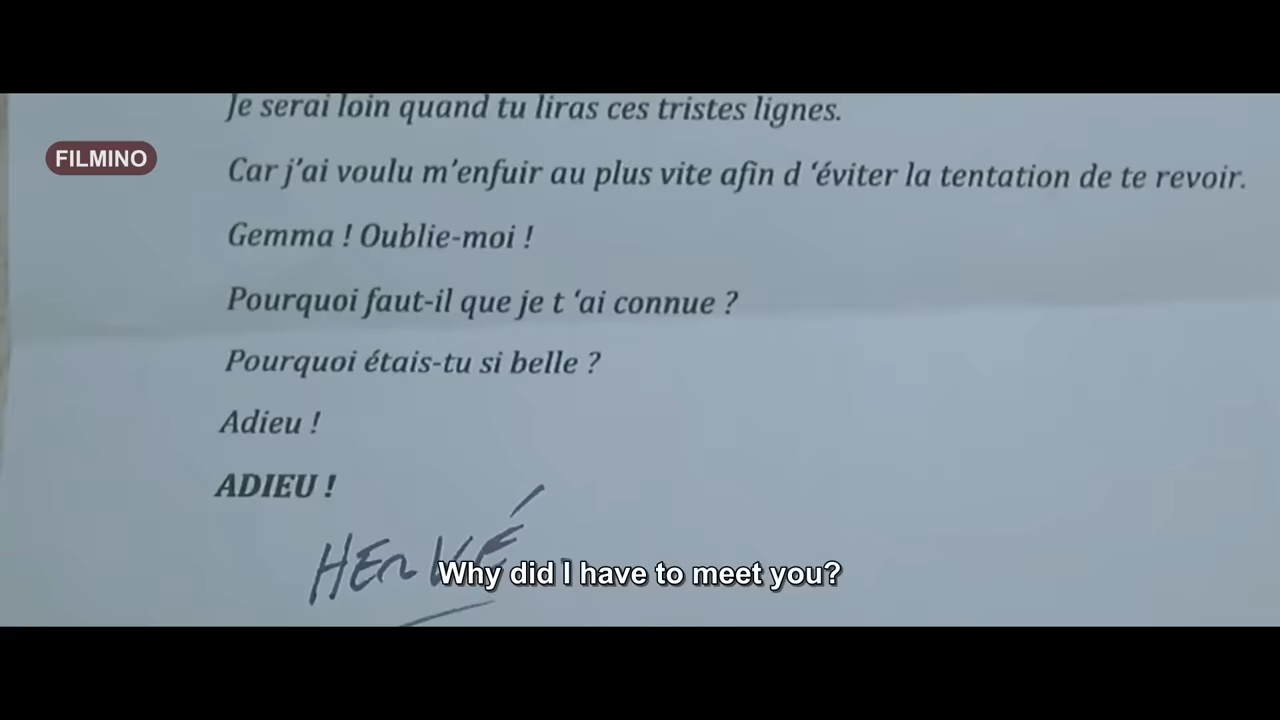 Je serai loin quand tu liras ces tristes lignes.
FILMINO
Car j’ai voulu m’enfuir au plus vite afin d ‘éviter la tentation de te revoir.
Gemma ! Oublie-moi !
Pourquoi faut-il que je t ‘ai connue ?
Pourquoi étais-tu si belle ?
Adieu !
ADIEU !
HERVÉ
Why did I have to meet you?